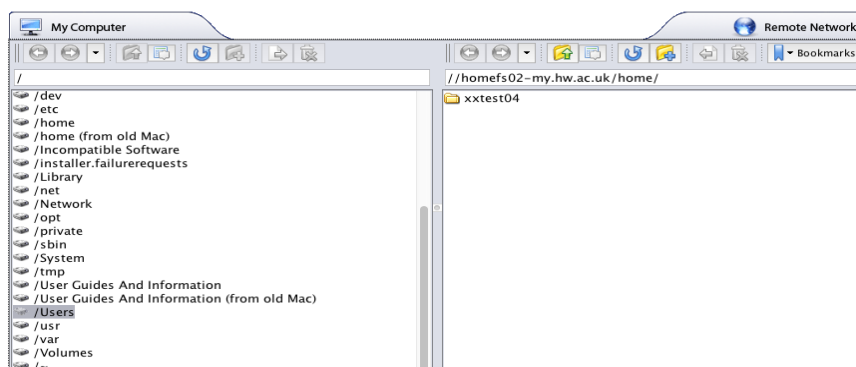 My Computer
Remote Network
Bookmarks
/
//homefs02-my.hw.ac.uk/home/
/dev
/etc
/home
/home (from old Mac)
/Incompatible Software
/installer.failurerequests
/Library
/net
/Network
/opt
/private
/sbin
/System
/tmp
/User Guides And Information
/User Guides And Information (from old Mac)
/Users
/usr
/var
/Volumes
xxtest04